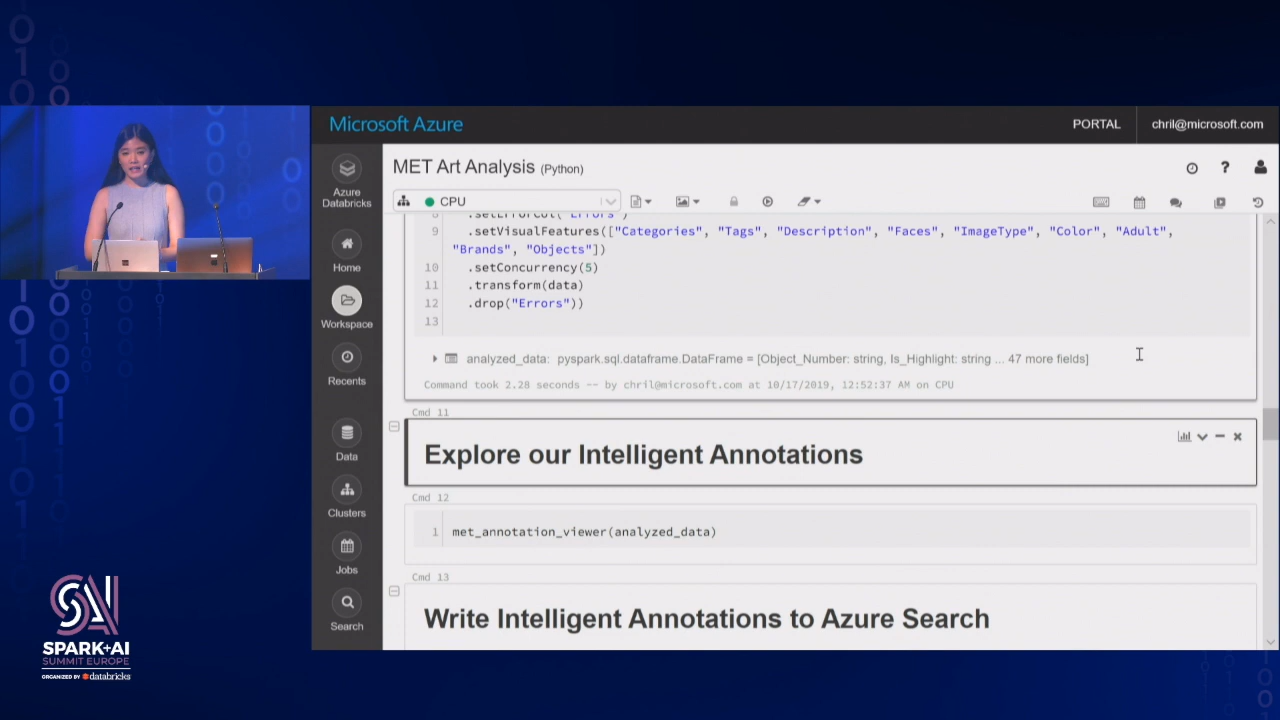 Microsoft Azure
PORTAL
chril@microsoft.com
Azure
Databricks
Home
Workspace
Recents
Data
Clusters
Jobs
Search
MET Art Analysis (Python)
CPU
8 .setErrorCol("Errors")
9 .setVisualFeatures(["Categories", "Tags", "Description", "Faces", "ImageType", "Color", "Adult",
"Brands", "Objects"])
10 .setConcurrency(5)
11 .transform(data)
12 .drop("Errors"))
13
analyzed_data: pyspark.sql.dataframe.DataFrame = [Object_Number: string, Is_Highlight: string ... 47 more fields]
Command took 2.28 seconds -- by chril@microsoft.com at 10/17/2019, 12:52:37 AM on CPU
Cmd 11
Explore our Intelligent Annotations
Cmd 12
1 met_annotation_viewer(analyzed_data)
Cmd 13
Write Intelligent Annotations to Azure Search
SAI
SPARK+AI
SUMMIT EUROPE
ORGANIZED BY databricks